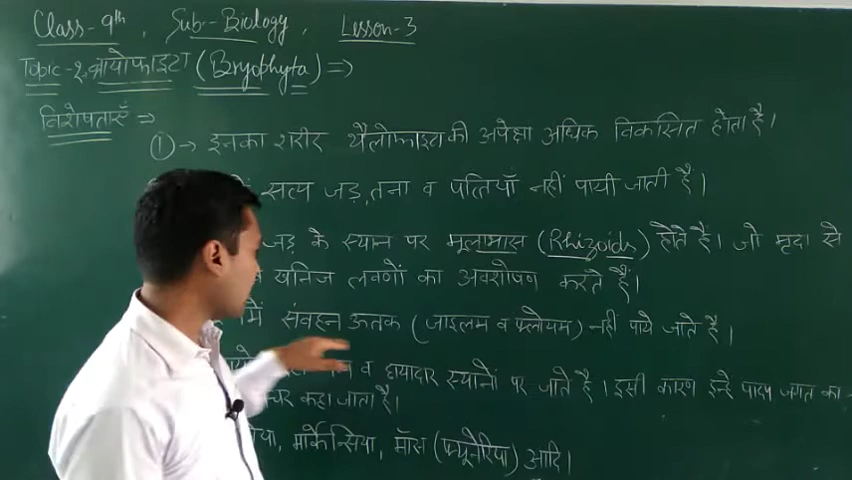 Class-9th, Sub:- Biology, Lesson-3
Topic-2. ब्रायोफाइटा (Bryophyta) ⇒
विशेषताएँ ⇒
① → इनका शरीर थैलोफाइटा की अपेक्षा अधिक विकसित होता है।
सत्य जड़, तना व पत्तियाँ नहीं पायी जाती हैं।
जड़ के स्थान पर मूलाभास (Rhizoids) होते हैं। जो मृदा से
खनिज लवणों का अवशोषण करते हैं।
में संवहन ऊतक (जाइलम व फ्लोयम) नहीं पाये जाते हैं।
व छायादार स्थानों पर जाते हैं। इसी कारण इन्हें पादप जगत का
कहा जाता है।
मार्केन्सिया, मॉस (फ्यूनेरिया) आदि।